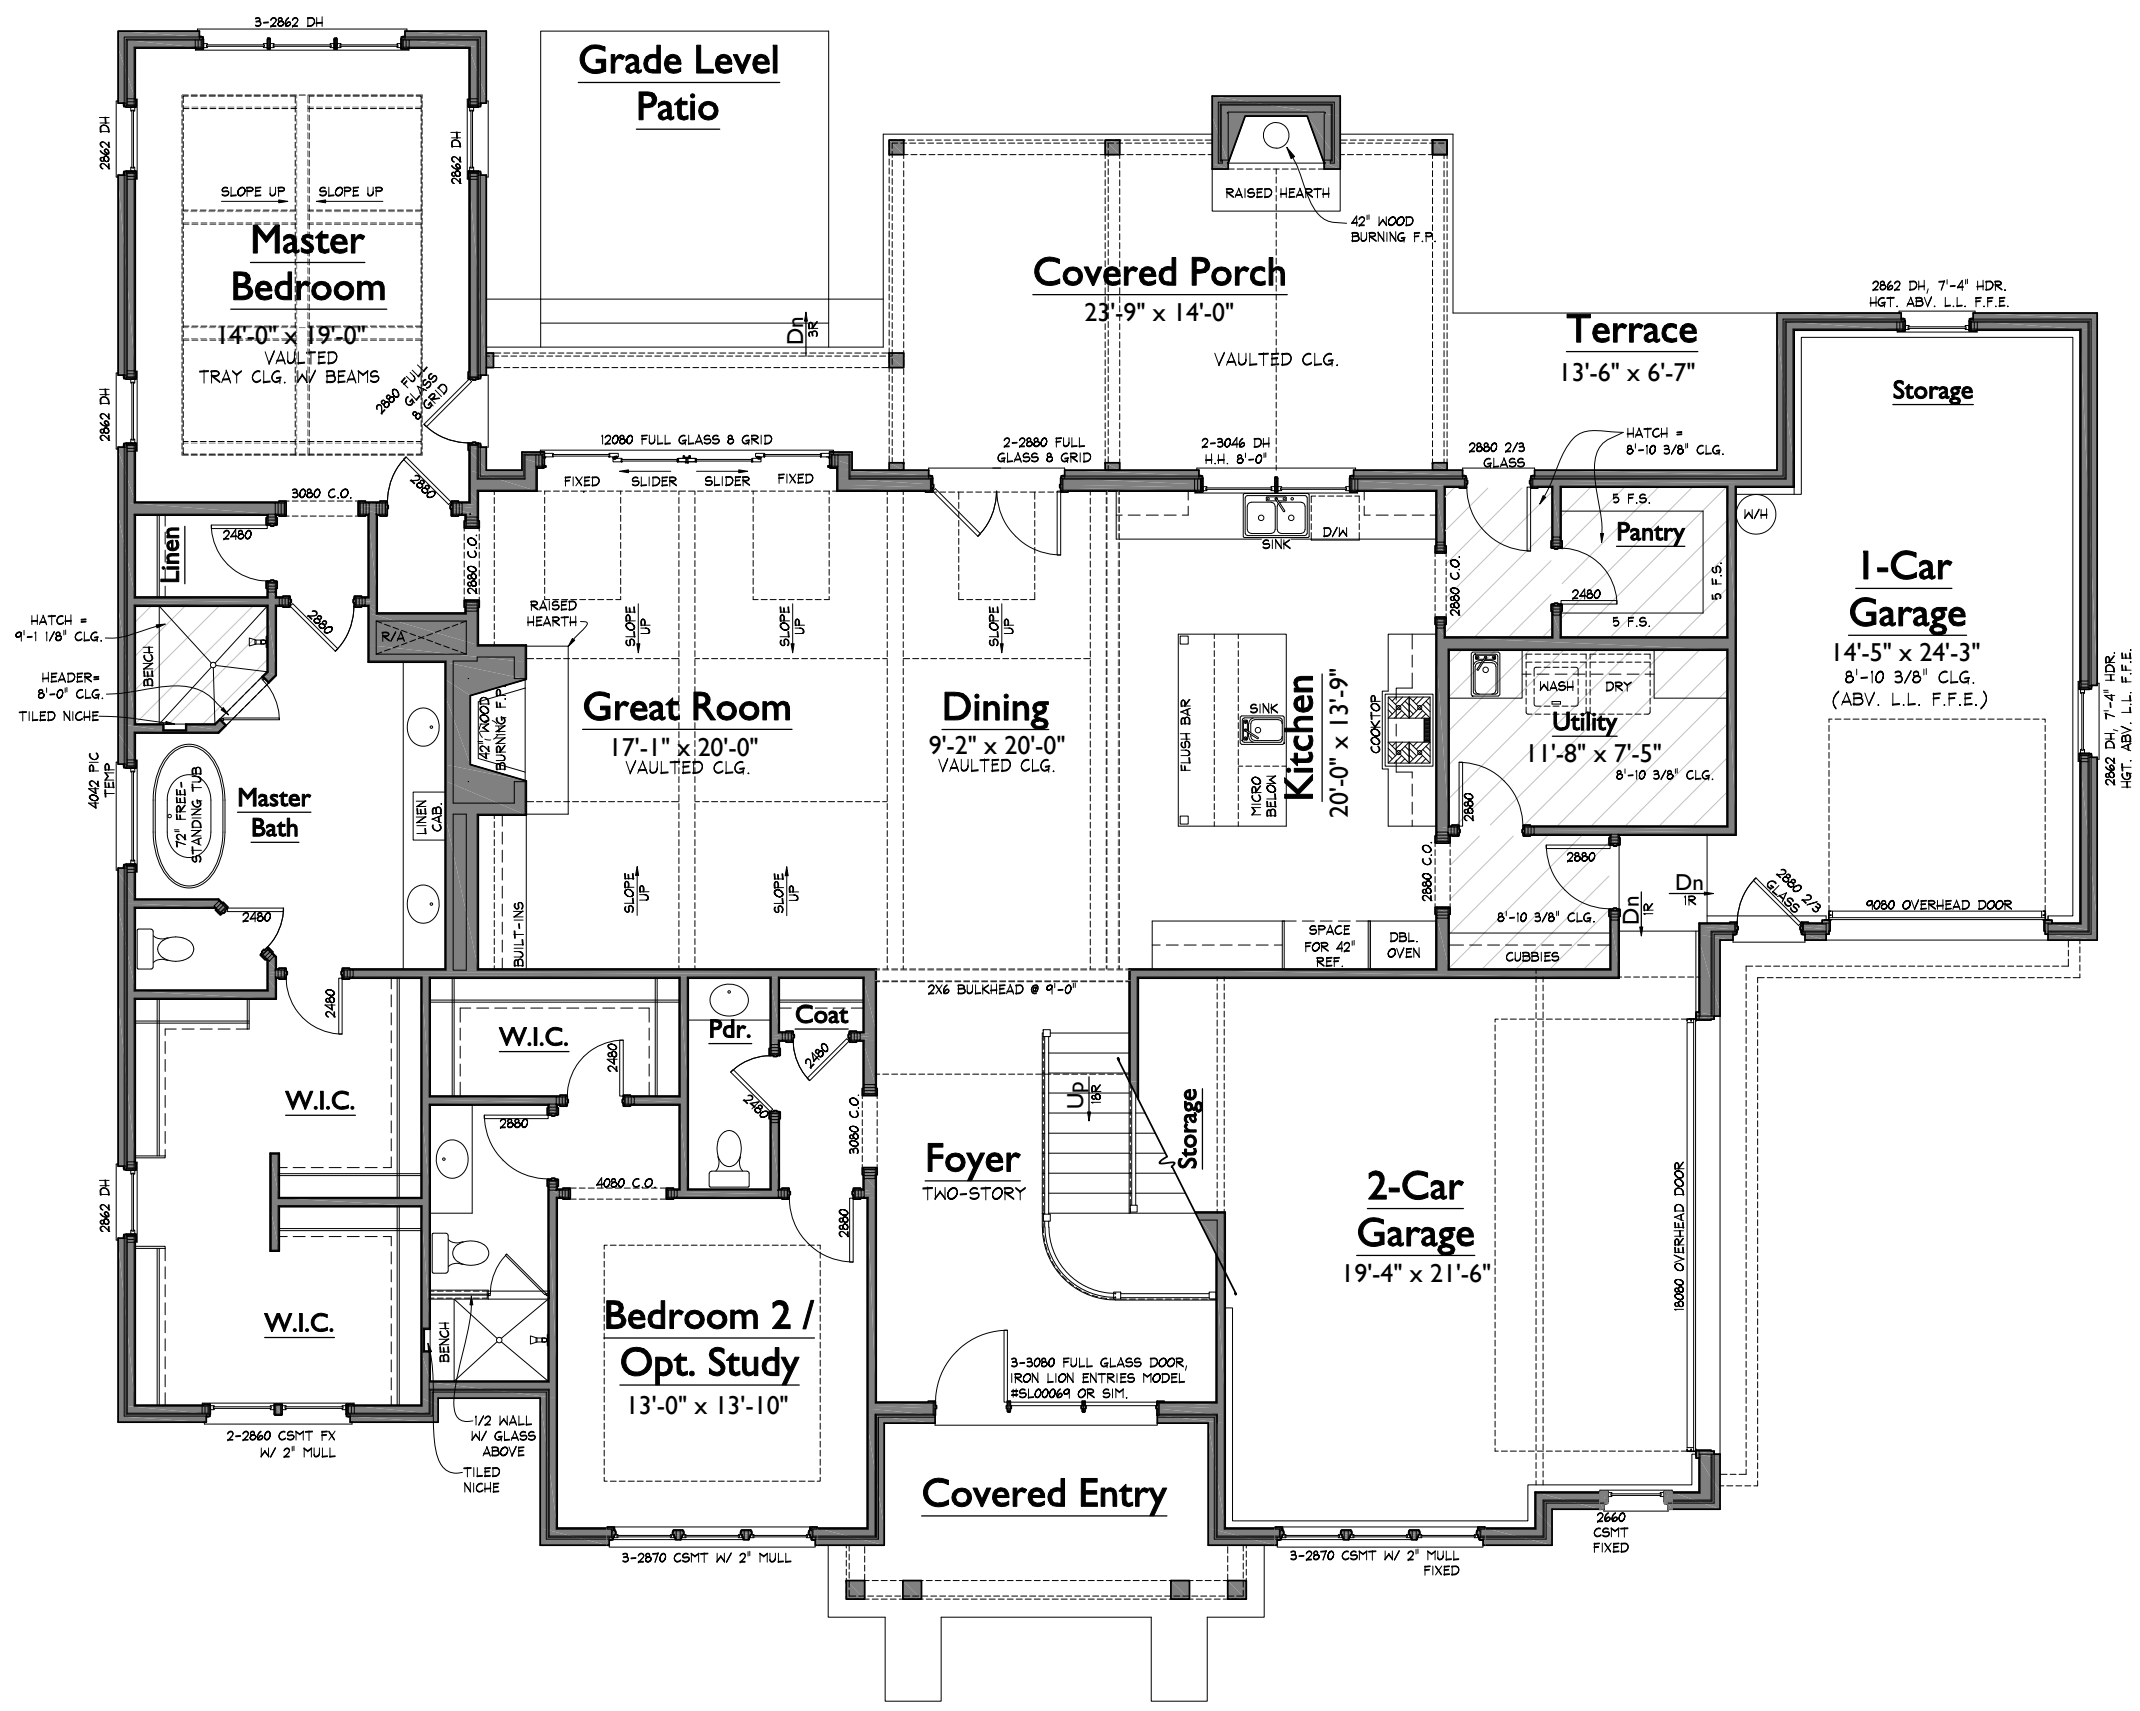 3-2862 DH
Grade Level
Patio
2862 DH
2862 DH
SLOPE UP
SLOPE UP
Master
Bedroom
14'-0" x 19'-0"
VAULTED
TRAY CLG. W/ BEAMS
2862 DH
2880 FULL
GLASS
8 GRID
2880
3080 C.O.
Dn
3R
RAISED HEARTH
42" WOOD
BURNING F.P.
Covered Porch
23'-9" x 14'-0"
VAULTED CLG.
Terrace
13'-6" x 6'-7"
2862 DH, 7'-4" HDR.
HGT. ABV. L.L. F.F.E.
Storage
12080 FULL GLASS 8 GRID
FIXED
SLIDER
SLIDER
FIXED
2-2880 FULL
GLASS 8 GRID
2-3046 DH
H.H. 8'-0"
2880 2/3
GLASS
HATCH =
8'-10 3/8" CLG.
Linen
2480
2880 C.O.
SINK
D/W
2880 C.O.
5 F.S.
Pantry
5 F.S.
2480
5 F.S.
W/H
1-Car
Garage
14'-5" x 24'-3"
8'-10 3/8" CLG.
(ABV. L.L. F.F.E.)
2862 DH, 7'-4" HDR.
HGT. ABV. L.L. F.F.E.
HATCH =
9'-1 1/8" CLG.
HEADER=
8'-0" CLG.
TILED NICHE
BENCH
2880
R/A
RAISED
HEARTH
SLOPE
UP
SLOPE
UP
SLOPE
UP
42" WOOD
BURNING F.P.
Great Room
17'-1" x 20'-0"
VAULTED CLG.
Dining
9'-2" x 20'-0"
VAULTED CLG.
FLUSH BAR
SINK
MICRO
BELOW
Kitchen
20'-0" x 13'-9"
COOKTOP
WASH
DRY
Utility
11'-8" x 7'-5"
8'-10 3/8" CLG.
2880
4042 PIC
TEMP
72" FREE-
STANDING TUB
Master
Bath
LINEN
CAB.
2480
SLOPE
UP
SLOPE
UP
BUILT-INS
2880 C.O.
2880
8'-10 3/8" CLG.
CUBBIES
SPACE
FOR 42"
REF.
DBL.
OVEN
Dn
1R
Dn
1R
2880 2/3
GLASS
9080 OVERHEAD DOOR
2X6 BULKHEAD @ 9'-0"
2480
W.I.C.
2480
Pdr.
Coat
2480
2480
W.I.C.
2880
3080 C.O.
UP
18R
Storage
Foyer
TWO-STORY
4080 C.O.
2880
2862 DH
2-Car
Garage
19'-4" x 21'-6"
18080 OVERHEAD DOOR
W.I.C.
BENCH
Bedroom 2 /
Opt. Study
13'-0" x 13'-10"
3-3080 FULL GLASS DOOR,
IRON LION ENTRIES MODEL
#SL00069 OR SIM.
2-2860 CSMT FX
W/ 2" MULL
1/2 WALL
W/ GLASS
ABOVE
TILED
NICHE
Covered Entry
3-2870 CSMT W/ 2" MULL
3-2870 CSMT W/ 2" MULL
FIXED
2660
CSMT
FIXED